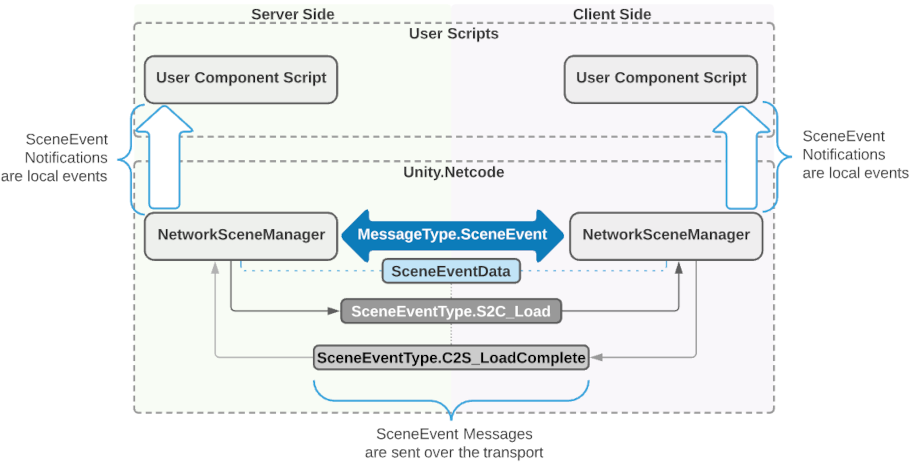 Server Side
Client Side
User Scripts
User Component Script
User Component Script
SceneEvent
Notifications
are local events
SceneEvent
Notifications
are local events
Unity.Netcode
NetworkSceneManager
MessageType.SceneEvent
NetworkSceneManager
SceneEventData
SceneEventType.S2C_Load
SceneEventType.C2S_LoadComplete
SceneEvent Messages
are sent over the transport